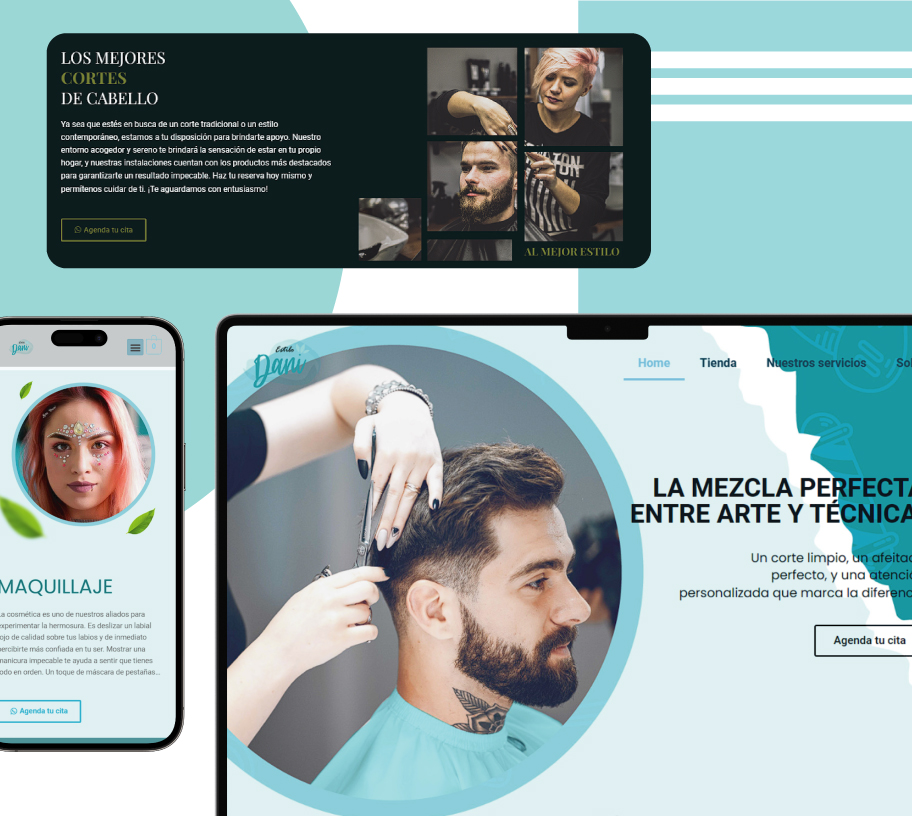 LOS MEJORES
CORTES
DE CABELLO
Ya sea que estés en busca de un corte tradicional o un estilo
contemporáneo, estamos a tu disposición para brindarte apoyo. Nuestro
entorno acogedor y sereno te brindará la sensación de estar en tu propio
hogar, y nuestras instalaciones cuentan con los productos más destacados
para garantizarte un resultado impecable. Haz tu reserva hoy mismo y
permítenos cuidar de ti. ¡Te aguardamos con entusiasmo!
Agenda tu cita
AL MEJOR ESTILO
Dani
MAQUILLAJE
La cosmética es uno de nuestros aliados para
experimentar la hermosura. Es deslizar un labial
rojo de calidad sobre tus labios y de inmediato
percibirte más confiada en tu ser. Mostrar una
manicura impecable te ayuda a sentir que tienes
todo en orden. Un toque de máscara de pestañas...
Agenda tu cita
Estilo
Dani
Home Tienda Nuestros servicios So
LA MEZCLA PERFECTA
ENTRE ARTE Y TÉCNICA
Un corte limpio, un afeitad
perfecto, y una atenció
personalizada que marca la diferenc
Agenda tu cita